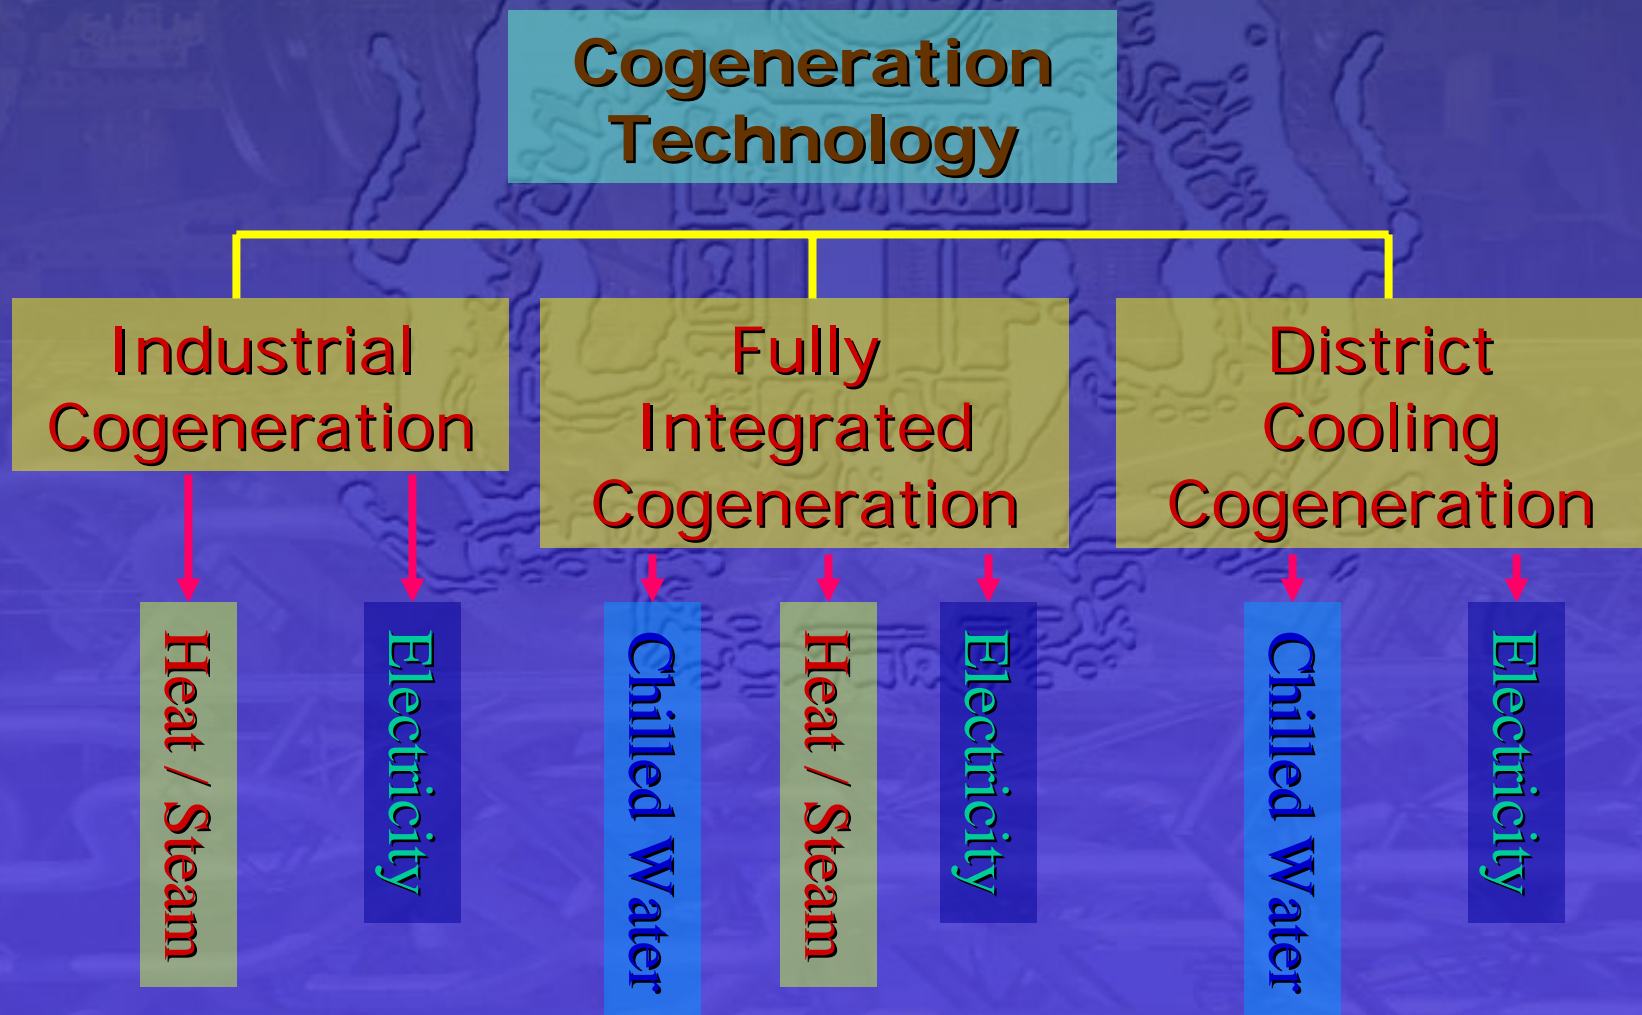 Cogeneration
Technology
Industrial
Cogeneration
Fully
Integrated
Cogeneration
District
Cooling
Cogeneration
Heat / Steam
Electricity
Chilled Water
Heat / Steam
Electricity
Chilled Water
Electricity